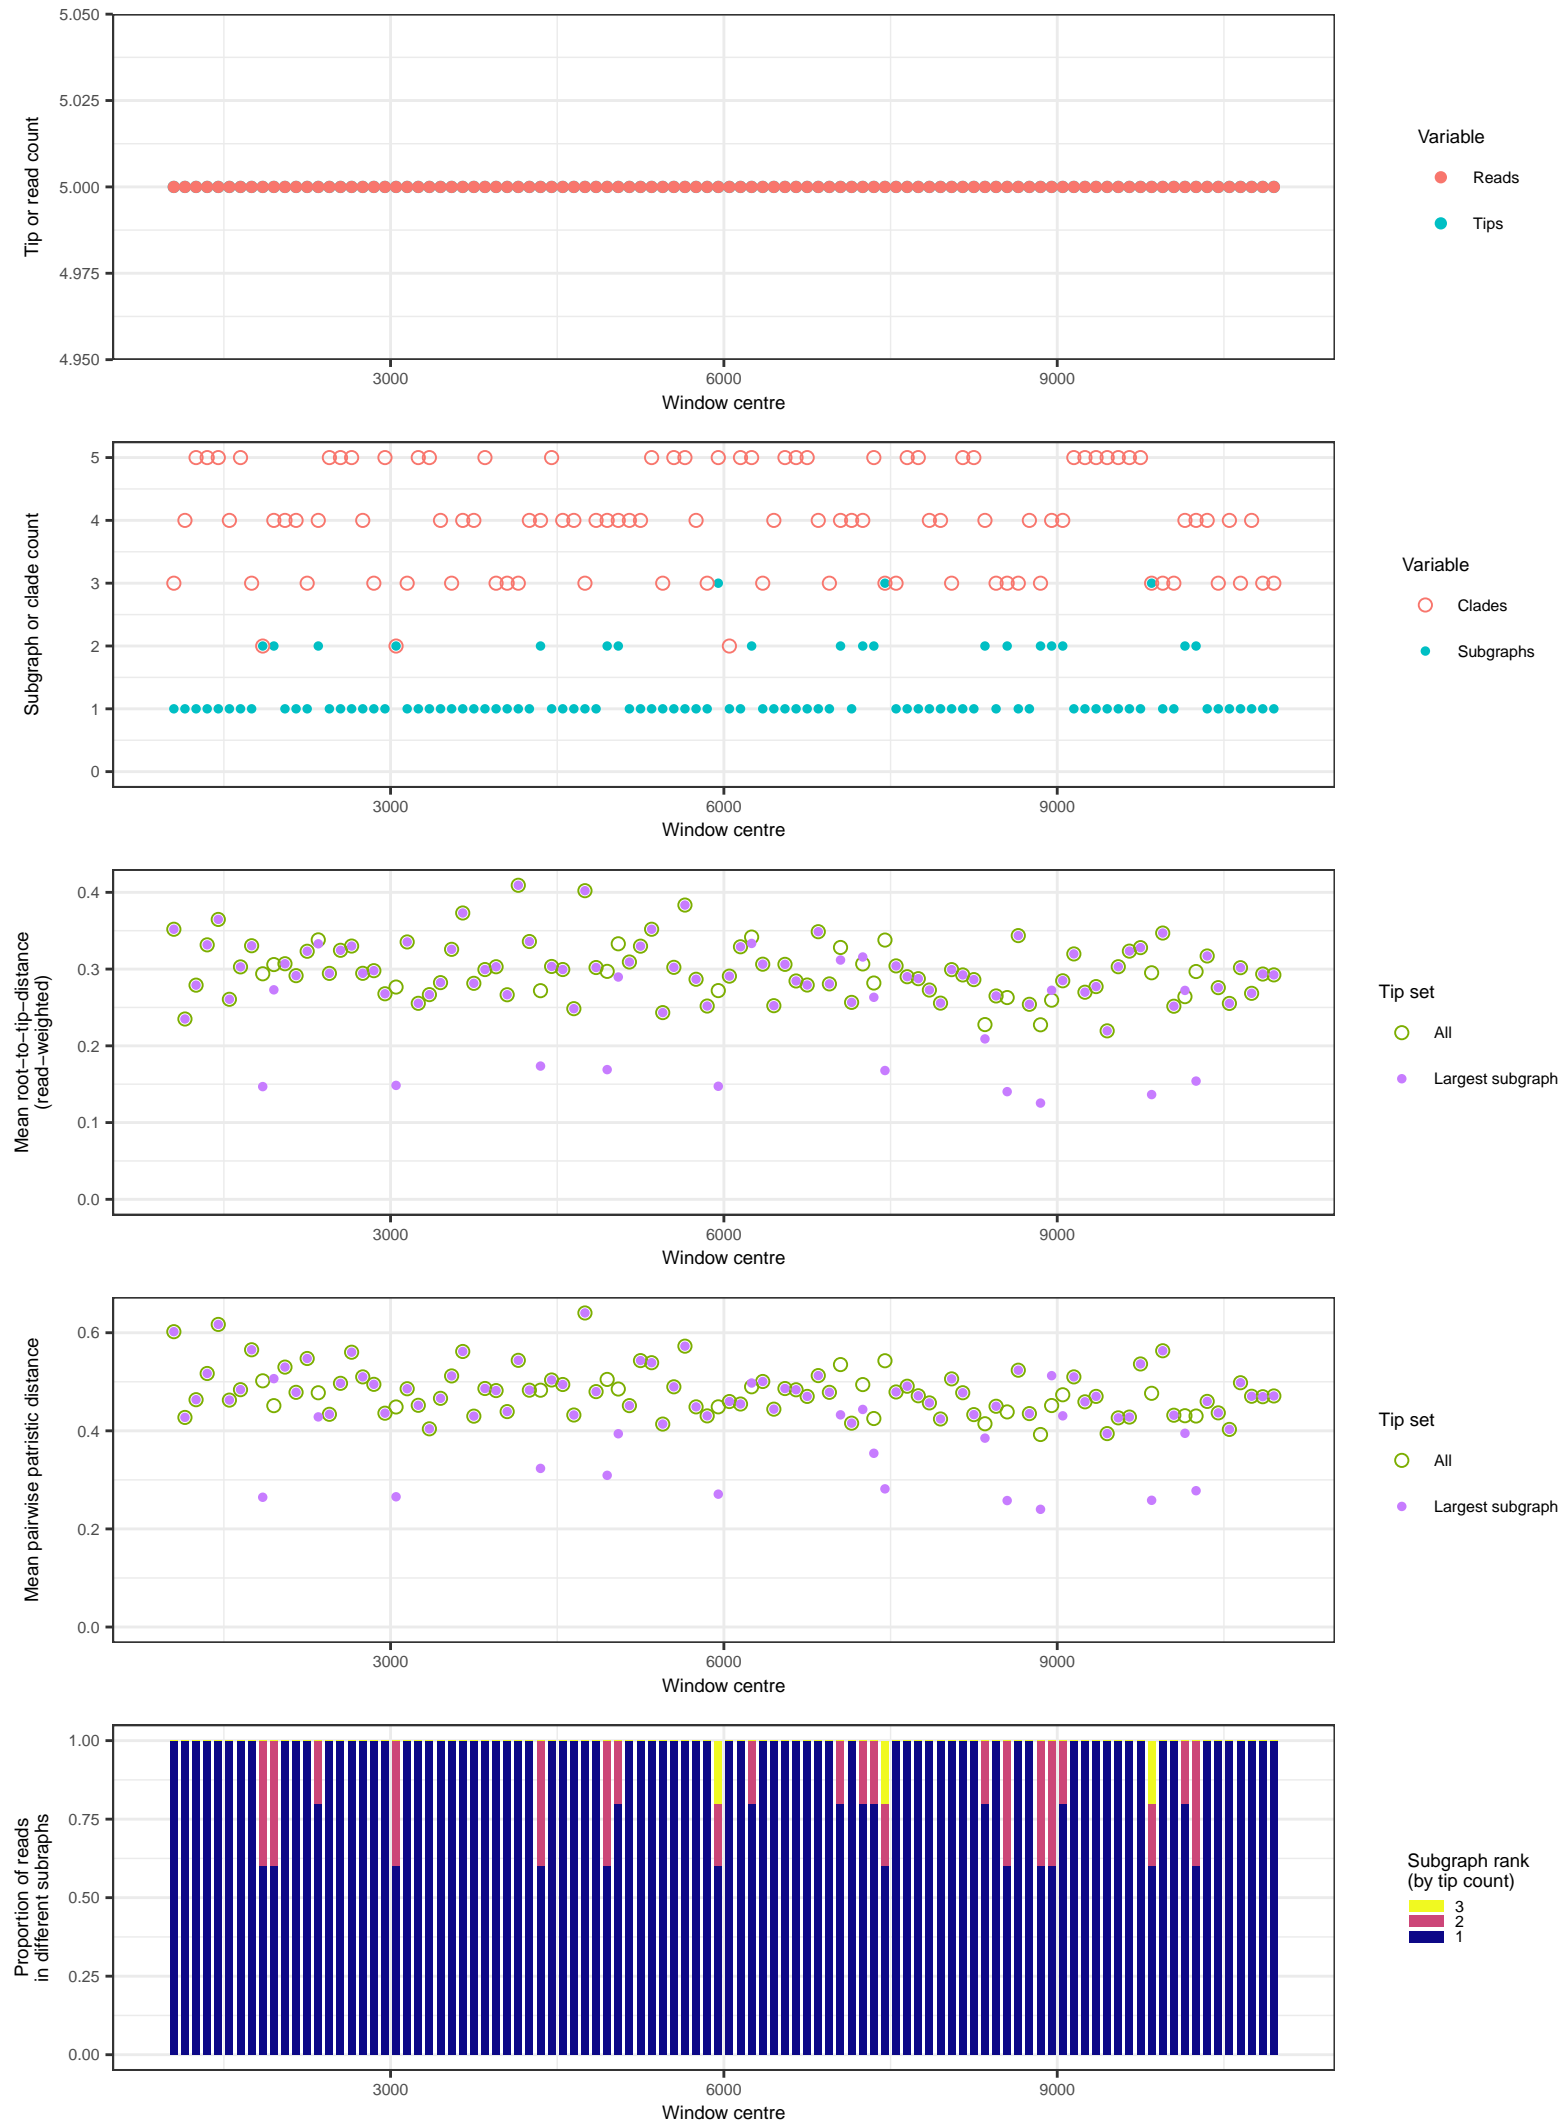 5.050
5.025
5.000
4.975
4.950
Tip or read count
3000
6000
9000
Window centre
Variable
Reads
Tips
5
4
3
2
1
0
Subgraph or clade count
3000
6000
9000
Window centre
Variable
Clades
Subgraphs
0.4
0.3
0.2
0.1
0.0
Mean root−to−tip−distance
(read−weighted)
3000
6000
9000
Window centre
Tip set
All
Largest subgraph
0.6
0.4
0.2
0.0
Mean pairwise patristic distance
3000
6000
9000
Window centre
Tip set
All
Largest subgraph
1.00
0.75
0.50
0.25
0.00
Proportion of reads
in different subraphs
3000
6000
9000
Window centre
Subgraph rank
(by tip count)
3
2
1